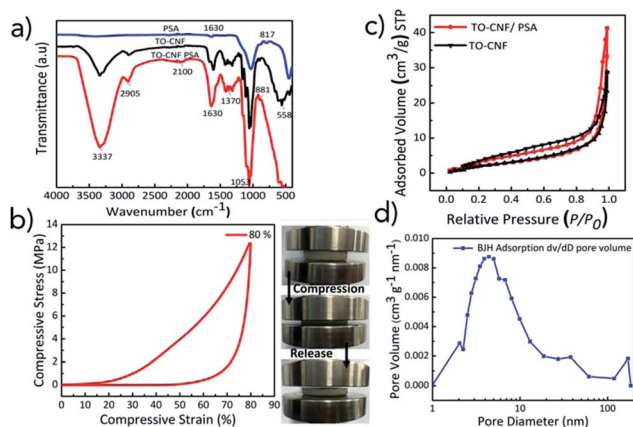 a)
Transmittance (a.u)
PSA
1630
817
TO-CNF
TO-CNF PSA
2100
881
2905
1630
1370
558
3337
1053
4000 3500 3000 2500 2000 1500 1000 500
Wavenumber (cm-1)
b)
Compressive Stress (MPa)
14
12
10
8
6
4
2
0
80 %
0 10 20 30 40 50 60 70 80 90
Compressive Strain (%)
Compression
Release
c)
Adsorbed Volume (cm3/g) STP
50
40
30
20
10
0
TO-CNF/ PSA
TO-CNF
0.0 0.2 0.4 0.6 0.8 1.0
Relative Pressure (P/P0)
d)
Pore Volume (cm3 g-1 nm-1)
0.010
0.008
0.006
0.004
0.002
0.000
BJH Adsorption dv/dD pore volume
1 10 100
Pore Diameter (nm)